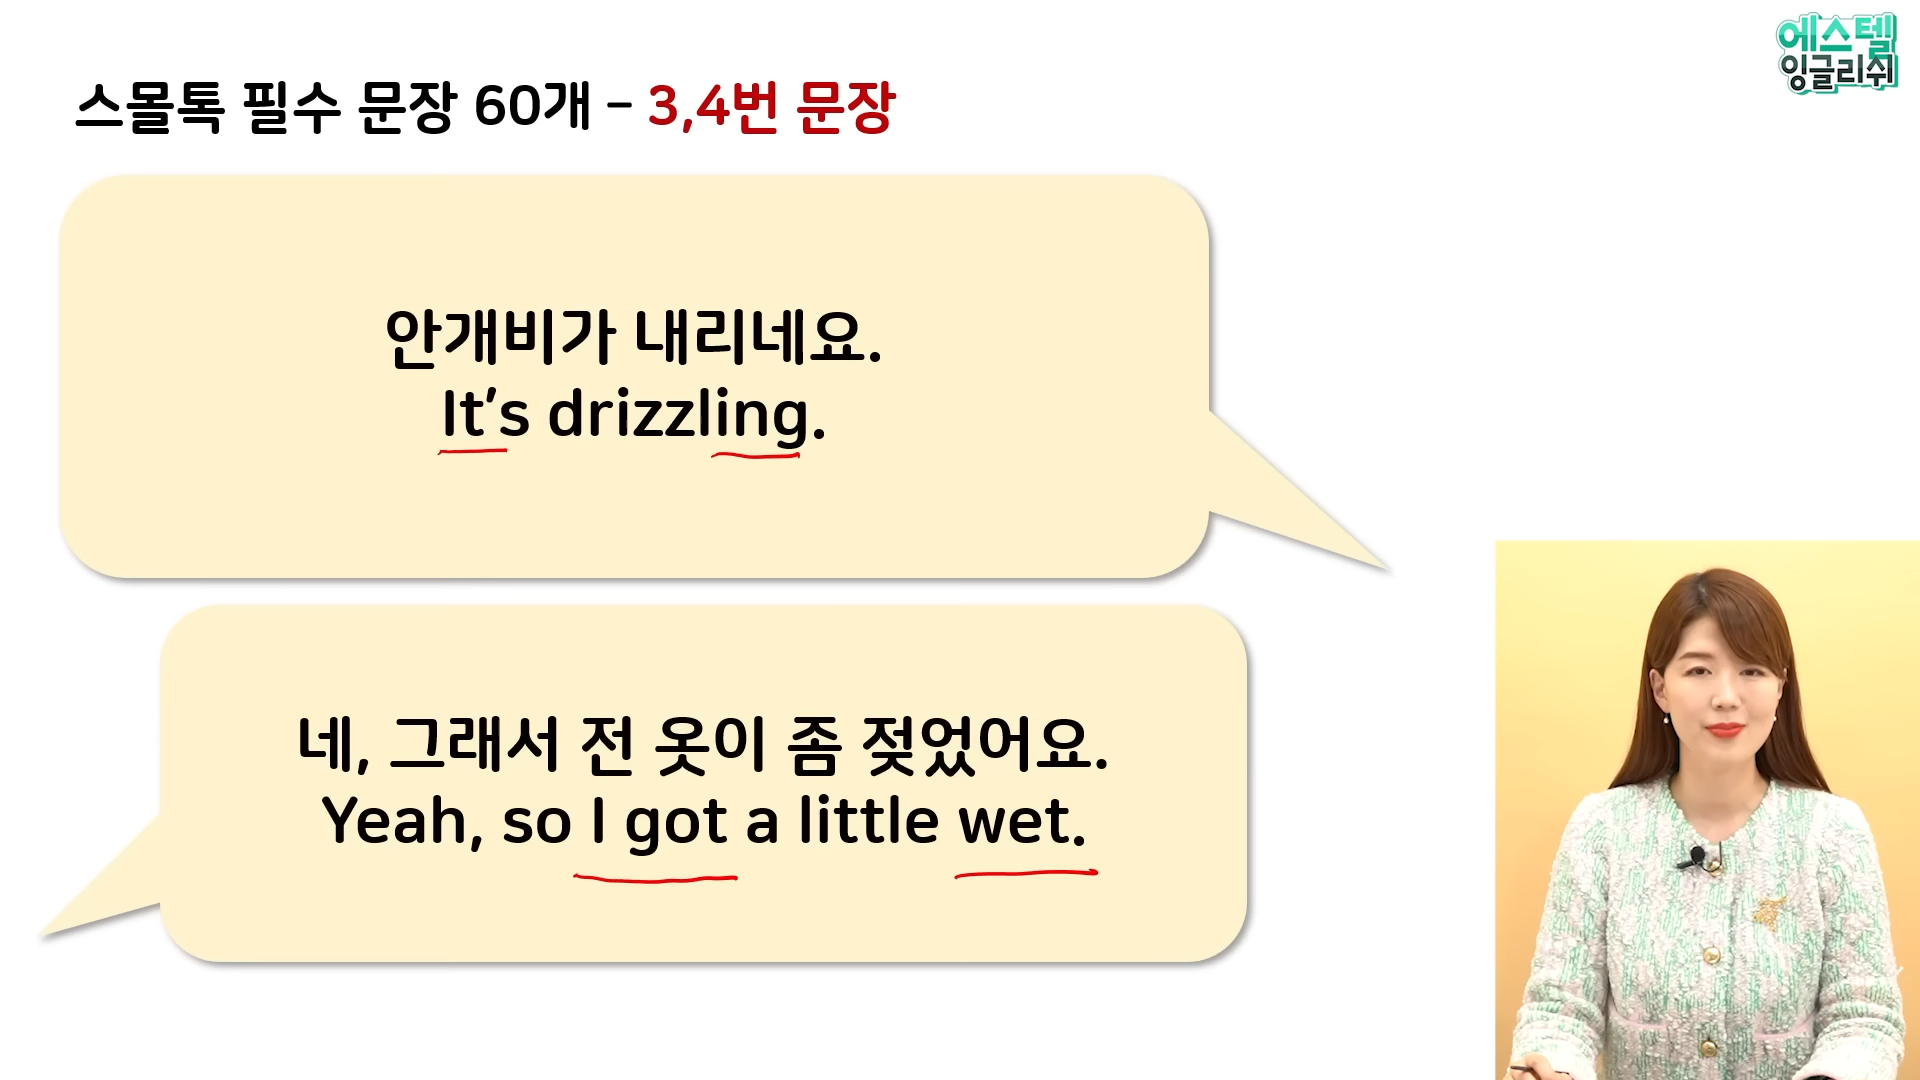 에스텔
잉글리쉬
스몰톡 필수 문장 60개 – 3,4번 문장
안개비가 내리네요.
It's drizzling.
네, 그래서 전 옷이 좀 젖었어요.
Yeah, so I got a little wet.